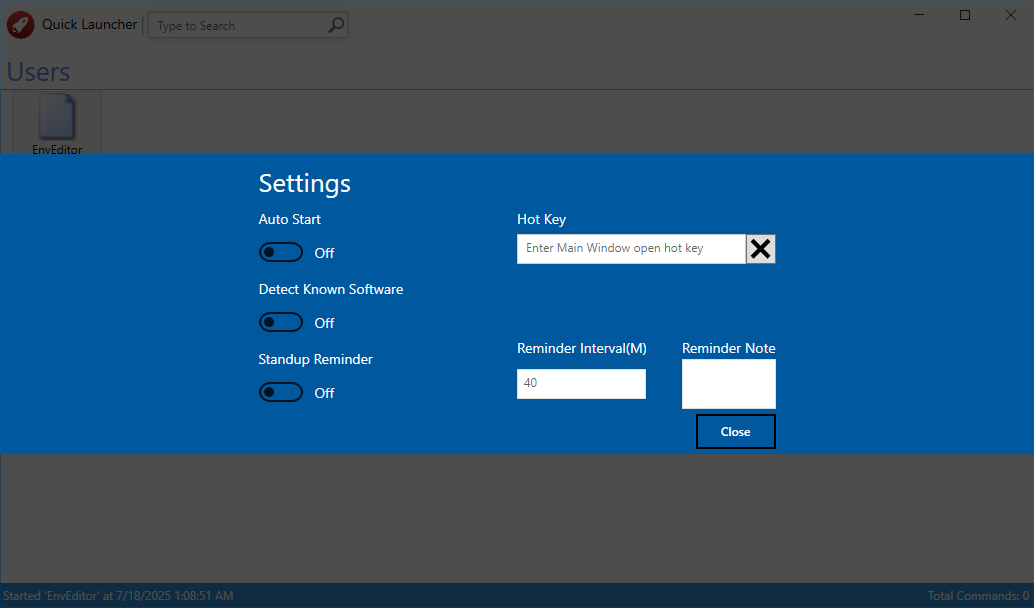 Quick Launcher
Type to Search
Users
EnvEditor
Settings
Auto Start
Off
Hot Key
Enter Main Window open hot key
Detect Known Software
Off
Standup Reminder
Off
Reminder Interval(M)
40
Reminder Note
Close
Started 'EnvEditor' at 7/18/2025 1:08:51 AM
Total Commands: 0